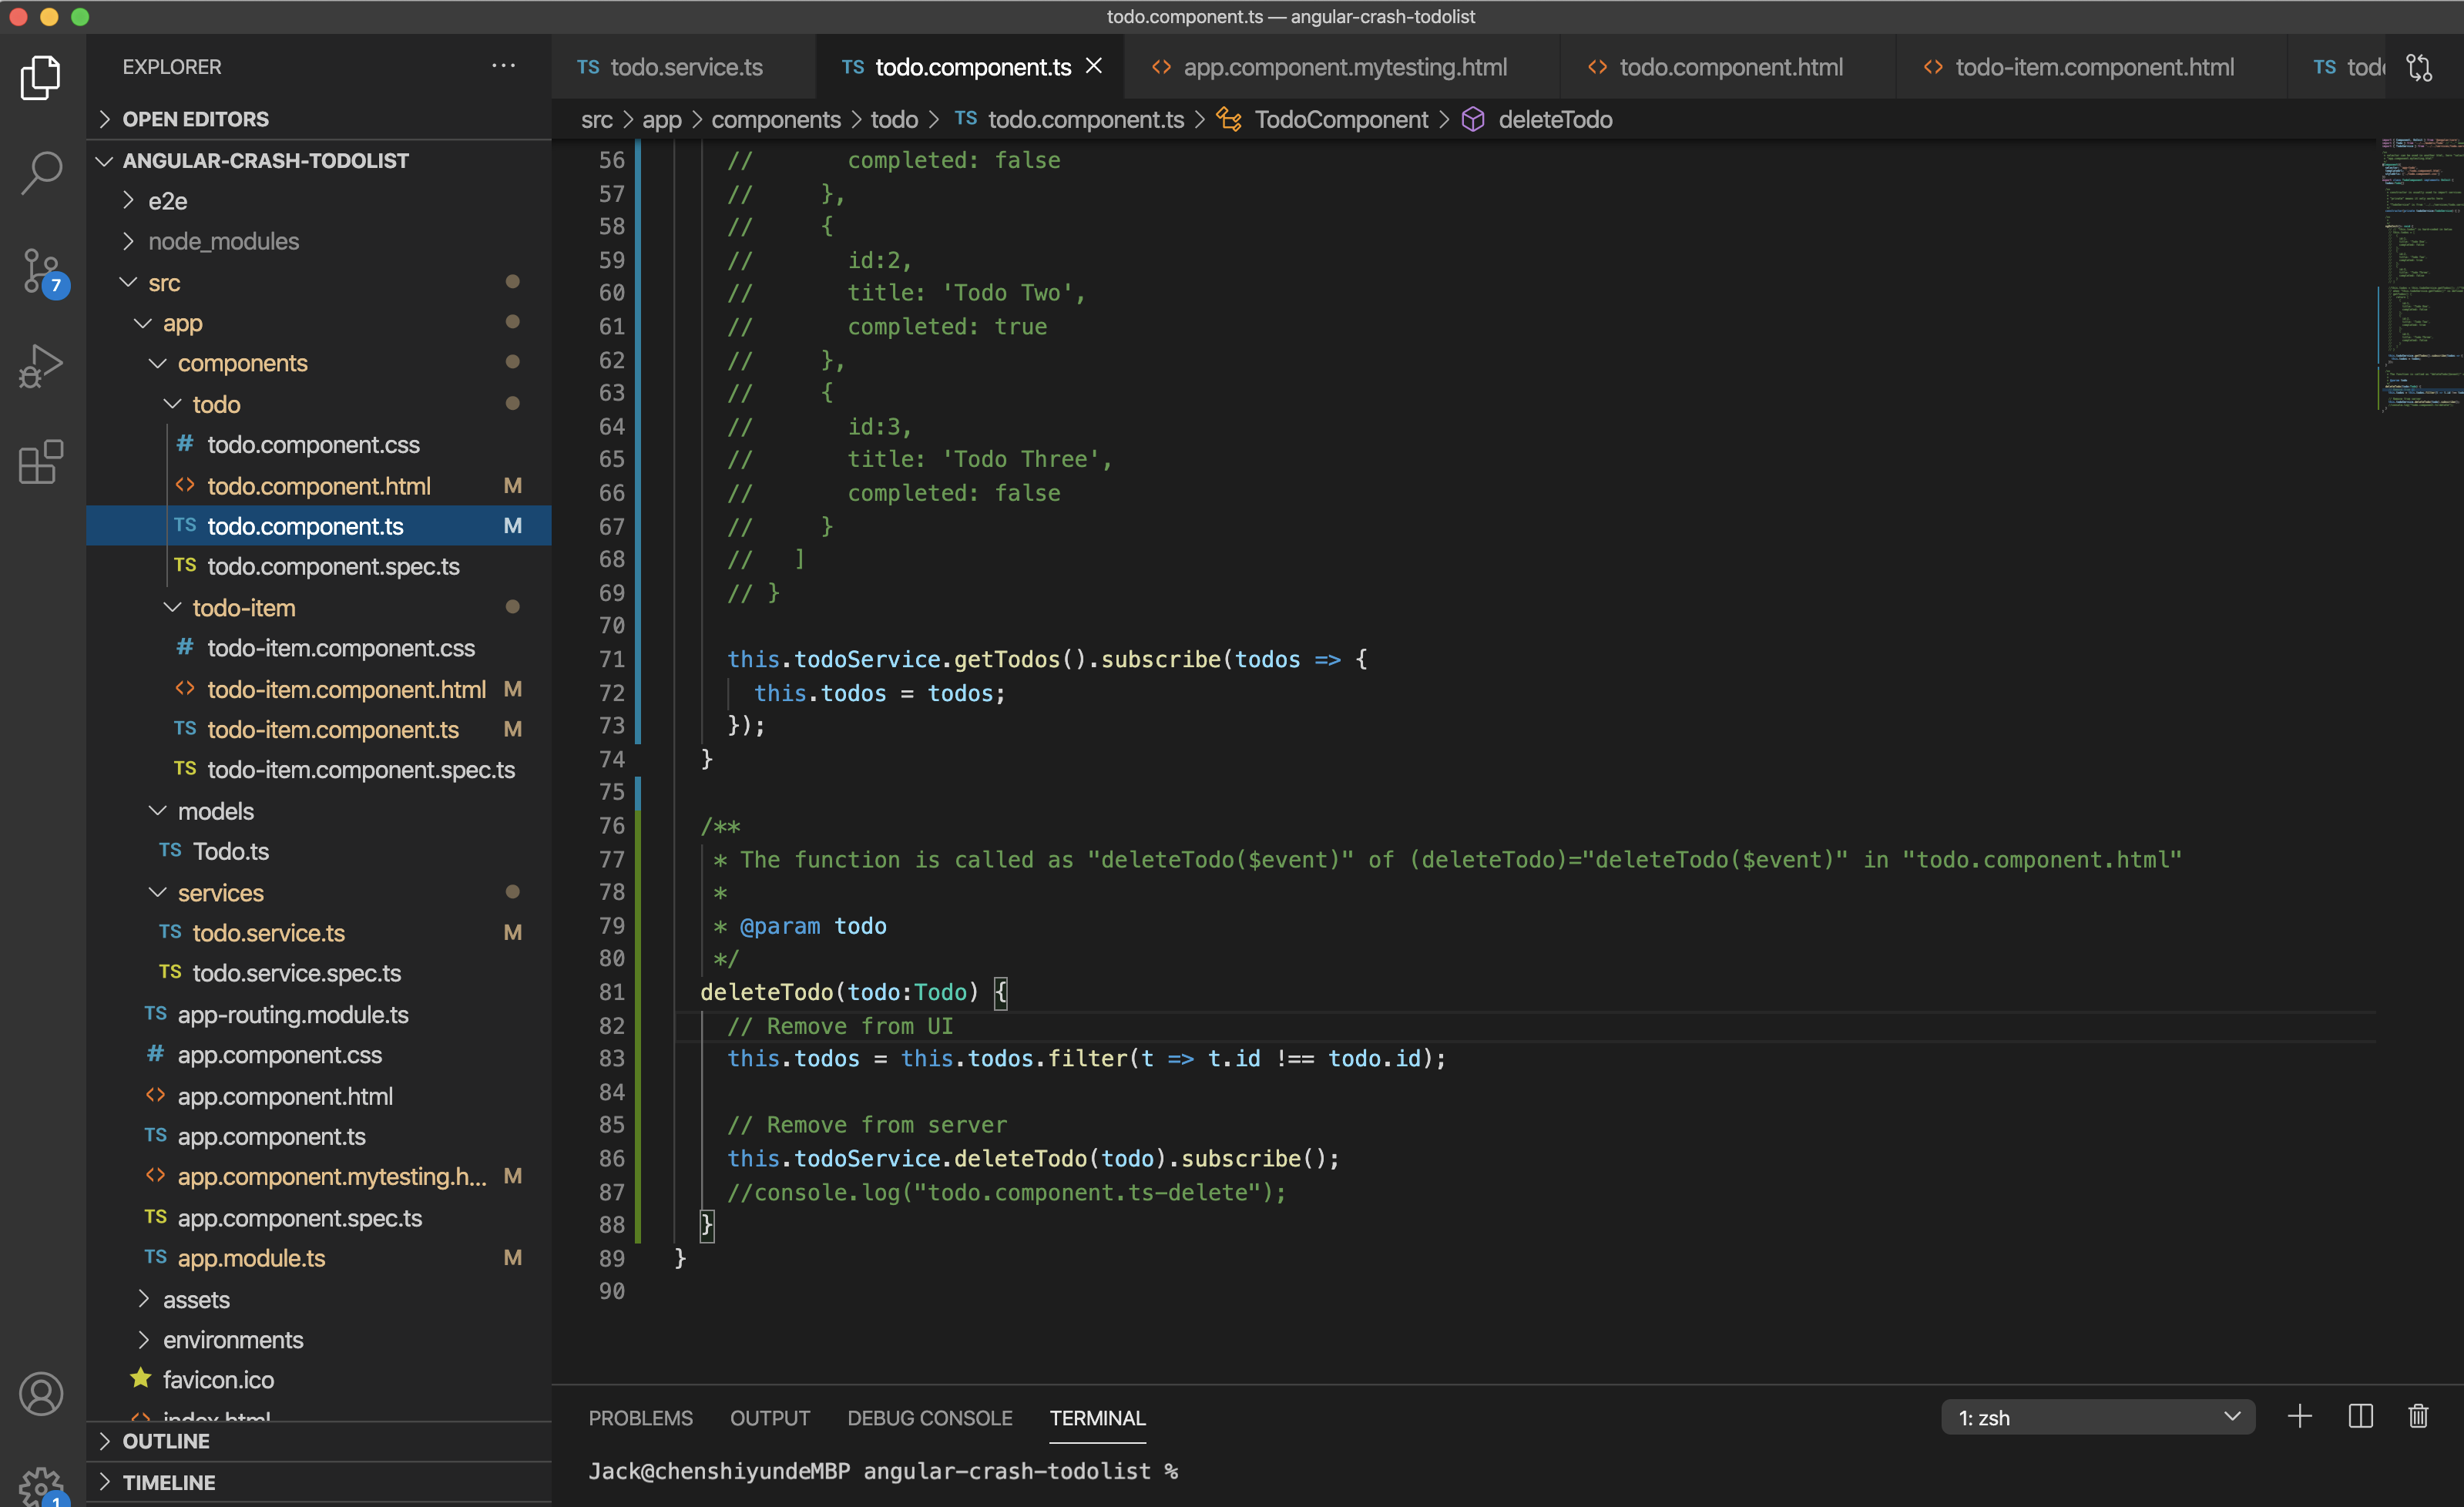 todo.component.ts — angular-crash-todolist
EXPLORER
OPEN EDITORS
ANGULAR-CRASH-TODOLIST
e2e
node_modules
src
app
components
todo
# todo.component.css
<> todo.component.html M
TS todo.component.ts M
TS todo.component.spec.ts
todo-item
# todo-item.component.css
<> todo-item.component.html M
TS todo-item.component.ts M
TS todo-item.component.spec.ts
models
TS Todo.ts
services
TS todo.service.ts M
TS todo.service.spec.ts
TS app-routing.module.ts
# app.component.css
<> app.component.html
TS app.component.ts
<> app.component.mytesting.h... M
TS app.component.spec.ts
TS app.module.ts M
assets
environments
favicon.ico
<> index.html
OUTLINE
TIMELINE
7
1
TS todo.service.ts
TS todo.component.ts
<> app.component.mytesting.html
<> todo.component.html
<> todo-item.component.html
TS tod
src > app > components > todo > TS todo.component.ts > TodoComponent > deleteTodo
56 // completed: false
57 // },
58 // {
59 // id:2,
60 // title: 'Todo Two',
61 // completed: true
62 // },
63 // {
64 // id:3,
65 // title: 'Todo Three',
66 // completed: false
67 // }
68 // ]
69 // }
70
71 this.todoService.getTodos().subscribe(todos => {
72 this.todos = todos;
73 });
74 }
75
76 /**
77 * The function is called as "deleteTodo($event)" of (deleteTodo)="deleteTodo($event)" in "todo.component.html"
78 *
79 * @param todo
80 */
81 deleteTodo(todo:Todo) {
82 // Remove from UI
83 this.todos = this.todos.filter(t => t.id !== todo.id);
84
85 // Remove from server
86 this.todoService.deleteTodo(todo).subscribe();
87 //console.log("todo.component.ts-delete");
88 }
89 }
90
PROBLEMS OUTPUT DEBUG CONSOLE TERMINAL
1: zsh
Jack@chenshiyundeMBP angular-crash-todolist %